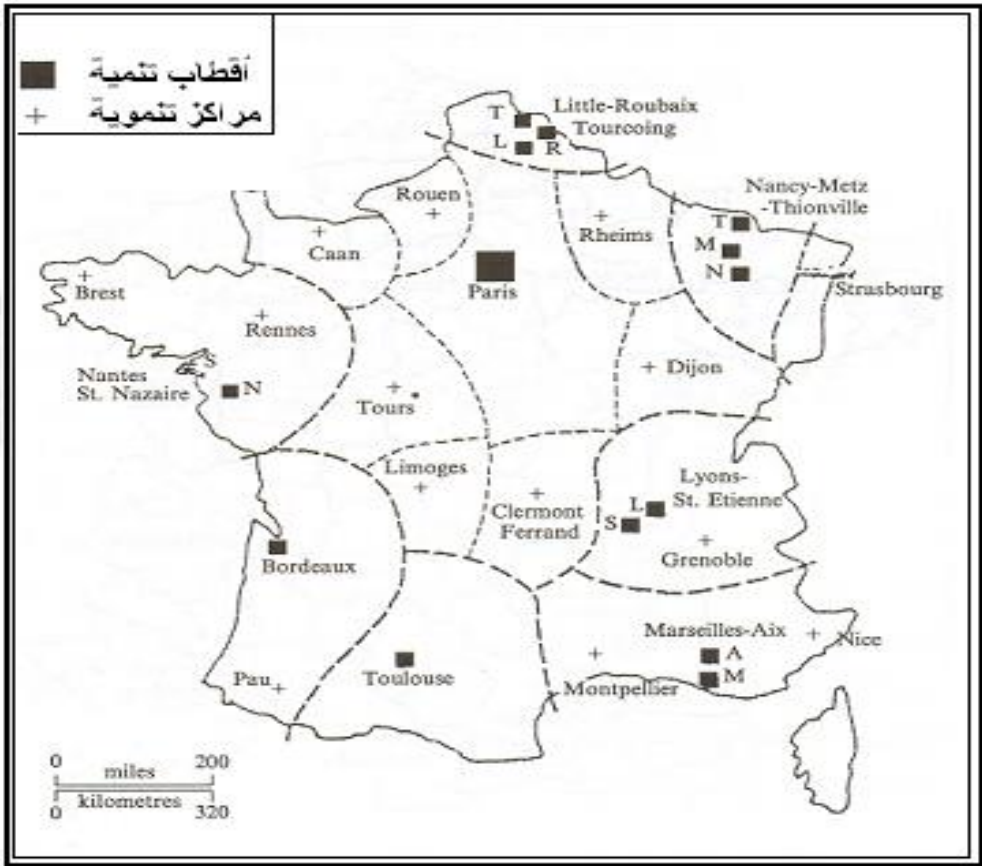 أقطاب تنمية
مراكز تنموية
Little-Roubaix
Tourcoing
T
R
L
Nancy-Metz
-Thionville
T
M
N
Rouen
Rheims
Caan
Paris
Strasbourg
Brest
Rennes
Nantes
St. Nazaire
N
Dijon
Tours
Limoges
Lyons-
St. Etienne
L
S
Clermont
Ferrand
Grenoble
Bordeaux
Marseilles-Aix
Nice
A
M
Montpellier
Toulouse
Pau
0 200
miles
kilometres
0 320